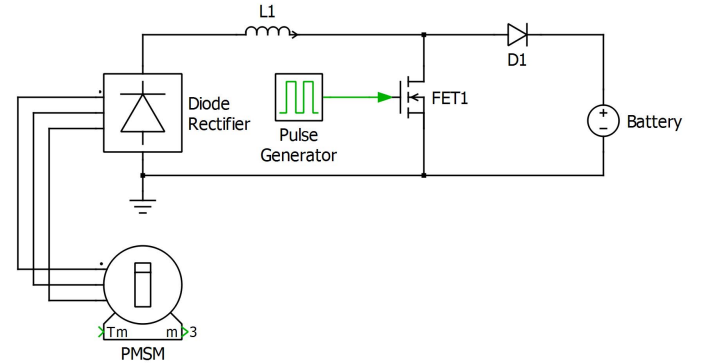 L1
D1
Diode
Rectifier
FET1
Pulse
Generator
Battery
Tm
m
3
PMSM